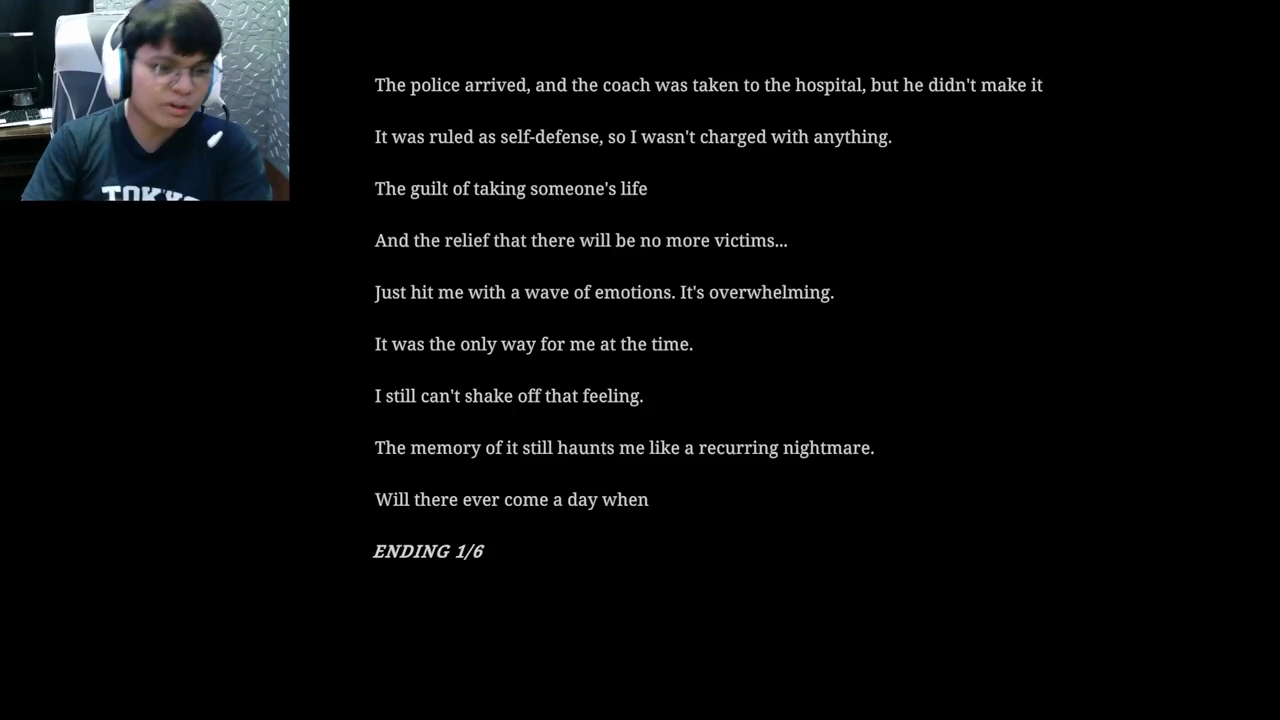 The police arrived, and the coach was taken to the hospital, but he didn't make it
It was ruled as self-defense, so I wasn't charged with anything.
The guilt of taking someone's life
And the relief that there will be no more victims...
Just hit me with a wave of emotions. It's overwhelming.
It was the only way for me at the time.
I still can't shake off that feeling.
The memory of it still haunts me like a recurring nightmare.
Will there ever come a day when
ENDING 1/6
TOKYO